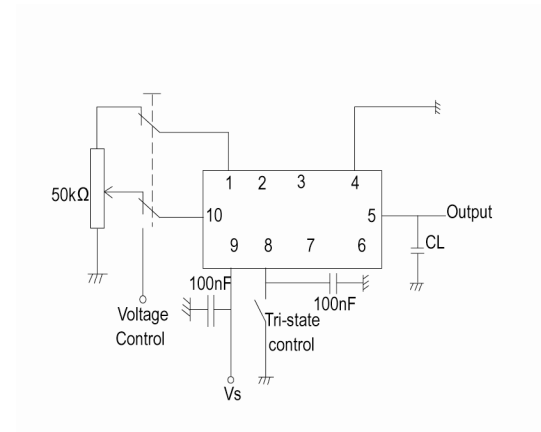 1 2 3 4
50kΩ
10
5
Output
9 8 7 6
CL
100nF
100nF
Voltage
Control
Tri-state
control
Vs